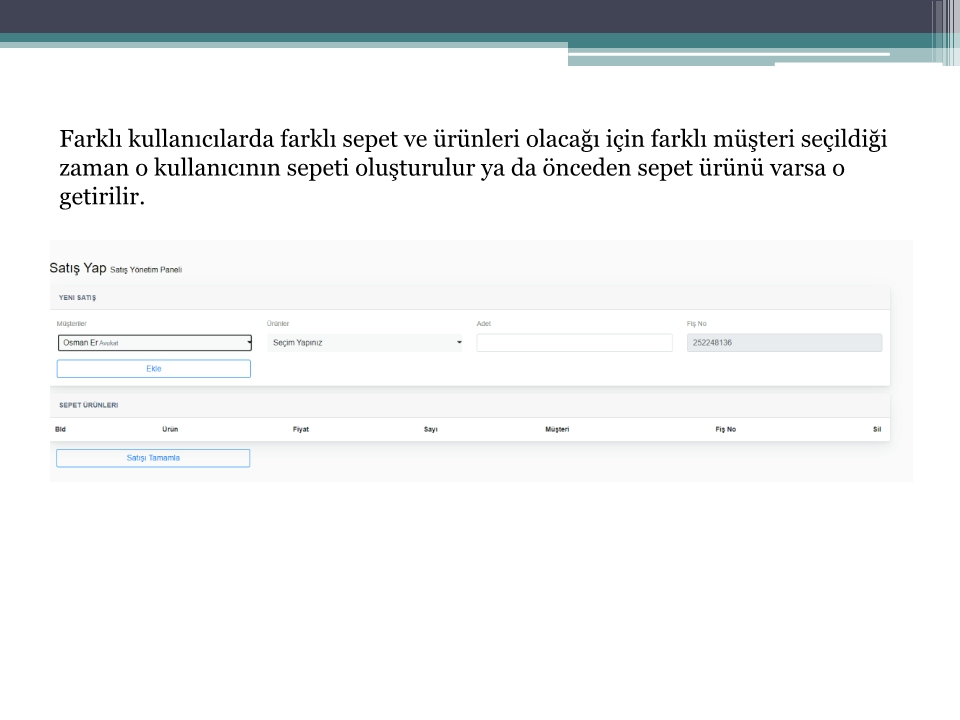 Farklı kullanıcılarda farklı sepet ve ürünleri olacağı için farklı müşteri seçildiği
zaman o kullanıcının sepeti oluşturulur ya da önceden sepet ürünü varsa o
getirilir.
Satış Yap Satış Yönetim Paneli
YENI SATIŞ
Müşteriler Ürünler Adet Fiş No
Osman Er Avukat Seçim Yapınız 252248136
Ekle
SEPET ÜRÜNLERI
BId Ürün Fiyat Sayı Müşteri Fiş No Sil
Satışı Tamamla